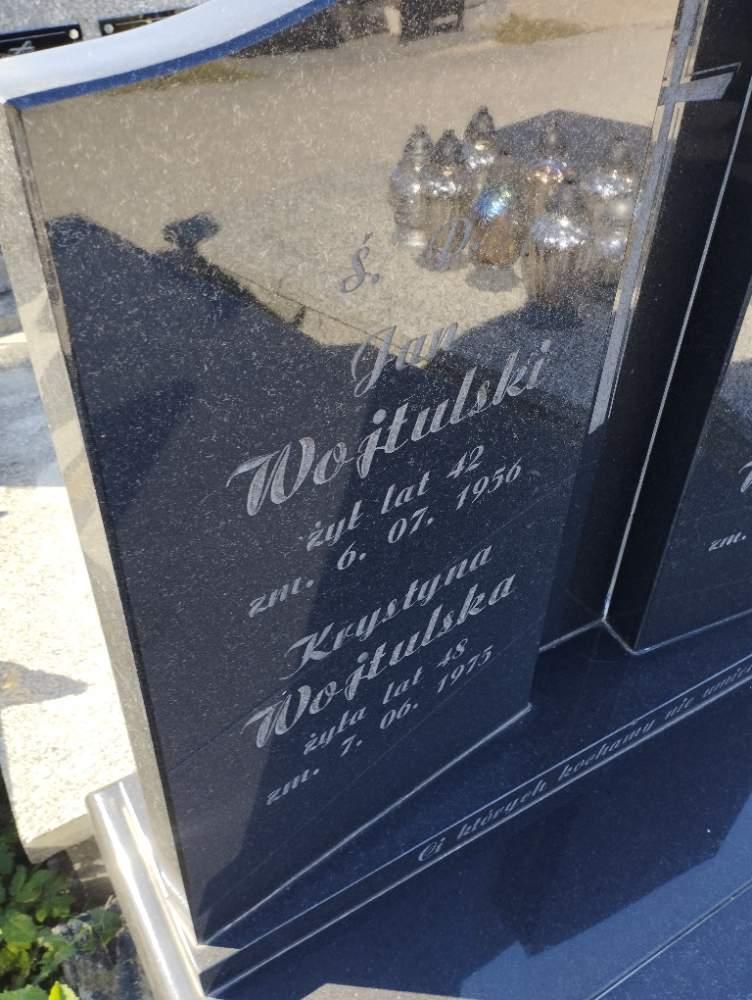 ś. P.
Jan
Wojtulski
żył lat 42
zm. 6. 07. 1956
Krystyna
Wojtulska
żyła lat 48
zm. 7. 06. 1975
zm.
Ci których kochamy nie